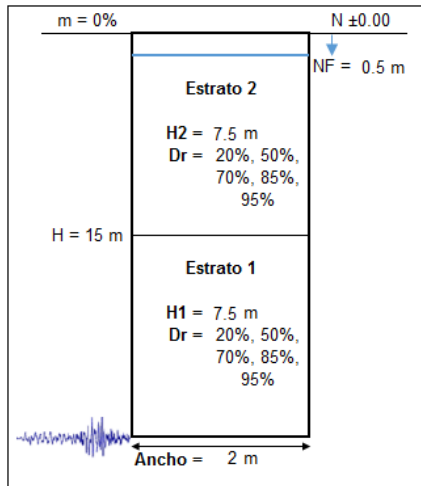 m = 0%
N ±0.00
NF = 0.5 m
Estrato 2
H2 = 7.5 m
Dr = 20%, 50%,
70%, 85%,
95%
H = 15 m
Estrato 1
H1 = 7.5 m
Dr = 20%, 50%,
70%, 85%,
95%
Ancho = 2 m